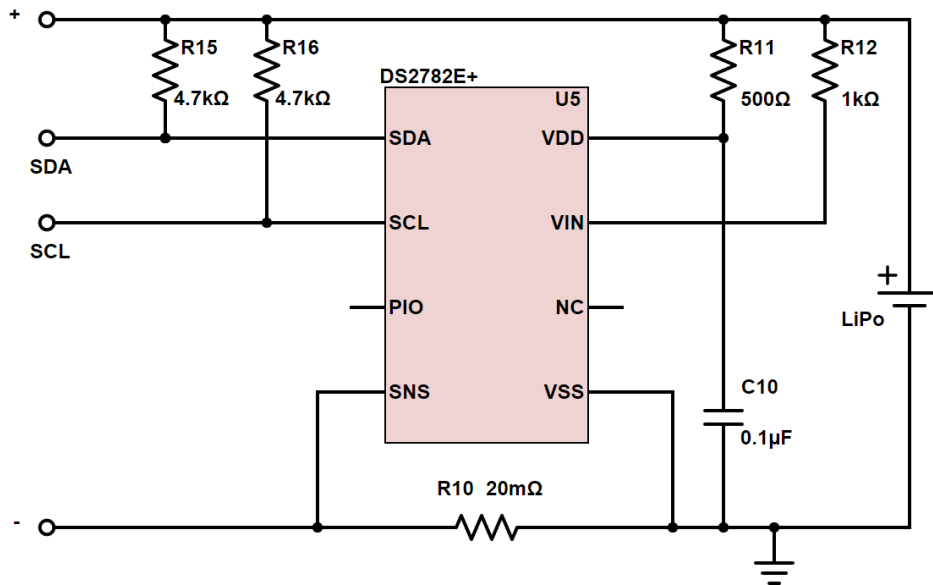 +
R15
R16
R11
R12
4.7kΩ
4.7kΩ
500Ω
1kΩ
DS2782E+
U5
SDA
VDD
SDA
SCL
VIN
SCL
+
PIO
NC
LiPo
SNS
VSS
C10
0.1µF
R10 20mΩ
-